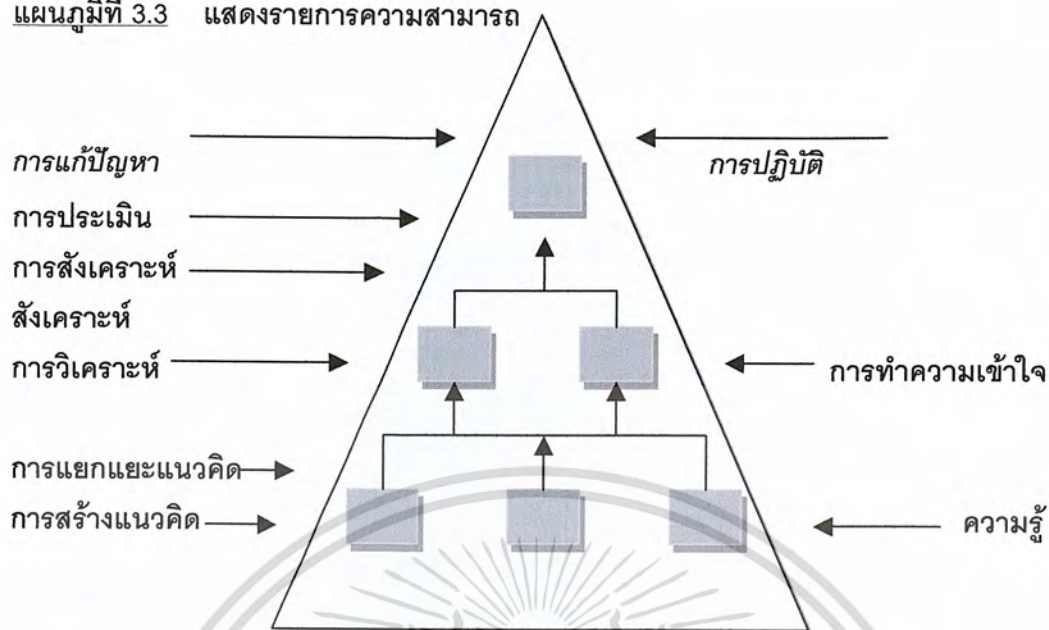 แผนภูมิที่ 3.3 แสดงรายการความสามารถ
การแก้ปัญหา
การปฏิบัติ
การประเมิน
การสังเคราะห์
สังเคราะห์
การวิเคราะห์
การทำความเข้าใจ
การแยกแยะแนวคิด
การสร้างแนวคิด
ความรู้